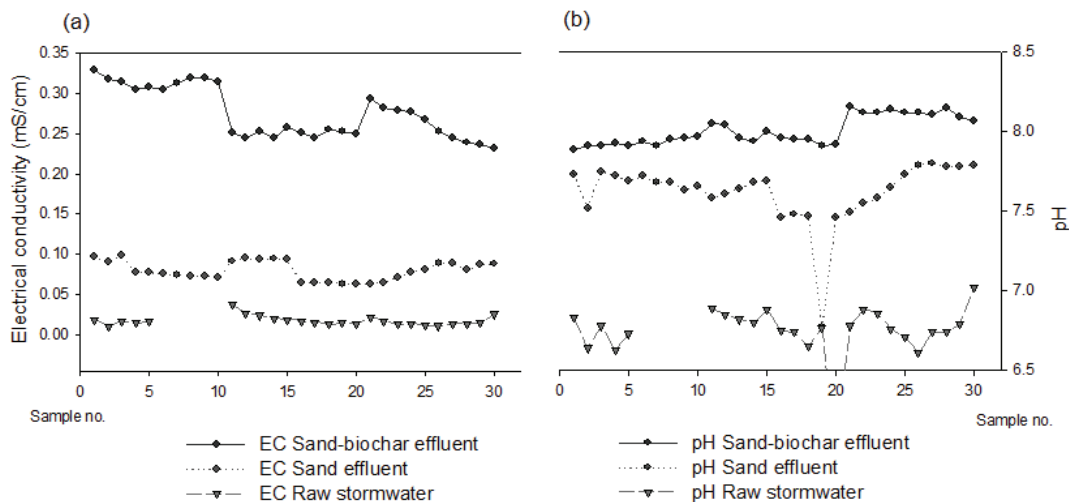 (a)
(b)
Electrical conductivity (mS/cm)
0.35
0.30
0.25
0.20
0.15
0.10
0.05
0.00
0 5 10 15 20 25 30
Sample no.
8.5
8.0
7.5
7.0
6.5
pH
0 5 10 15 20 25 30
Sample no.
EC Sand-biochar effluent
EC Sand effluent
EC Raw stormwater
pH Sand-biochar effluent
pH Sand effluent
pH Raw stormwater